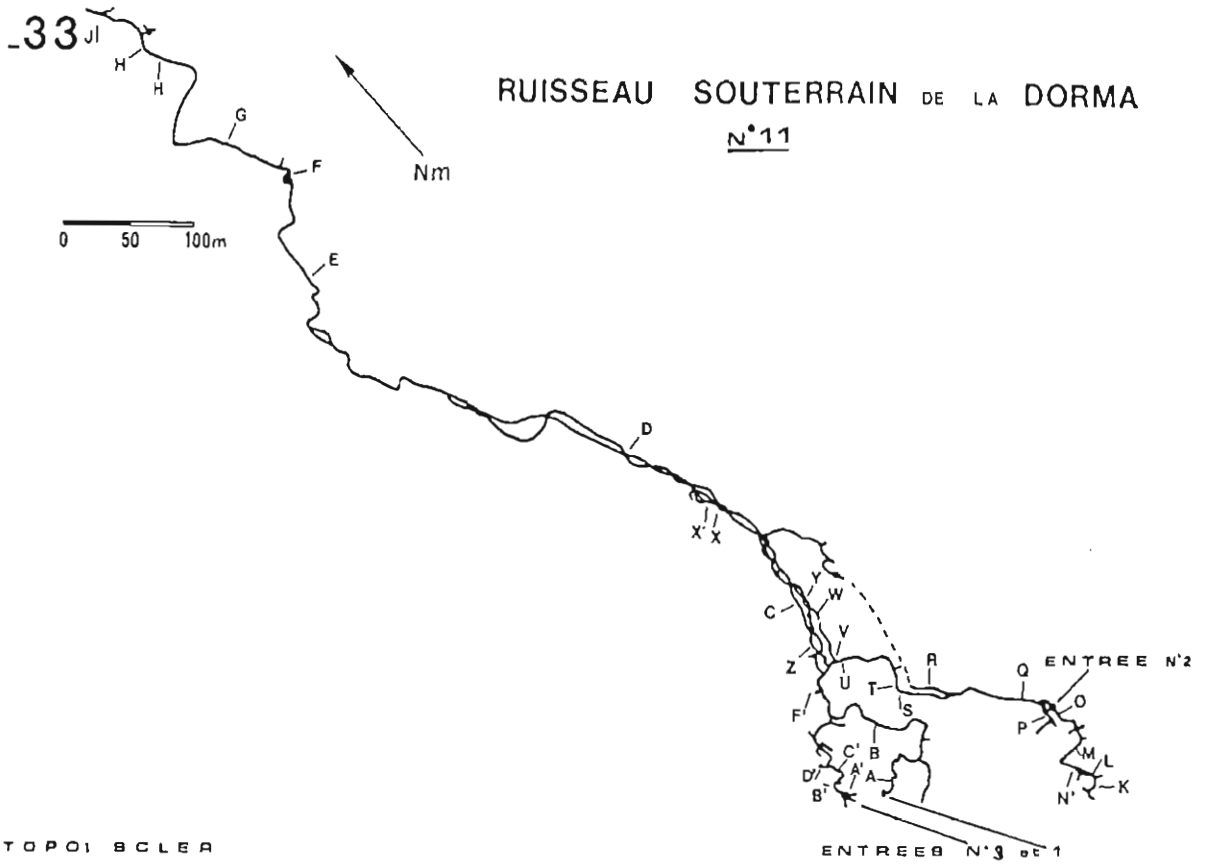 -33
JI
H
H
G
F
E
Nm
RUISSEAU SOUTERRAIN DE LA DORMA
N°11
0 50 100m
D
X' X
Y
W
C
V
Z
U
T
S
R
Q
ENTREE N°2
O
P
F'
B
M
L
K
N'
C'
A'
A
D'
B'
TOPO: SCLER
ENTREES N°3 et 1